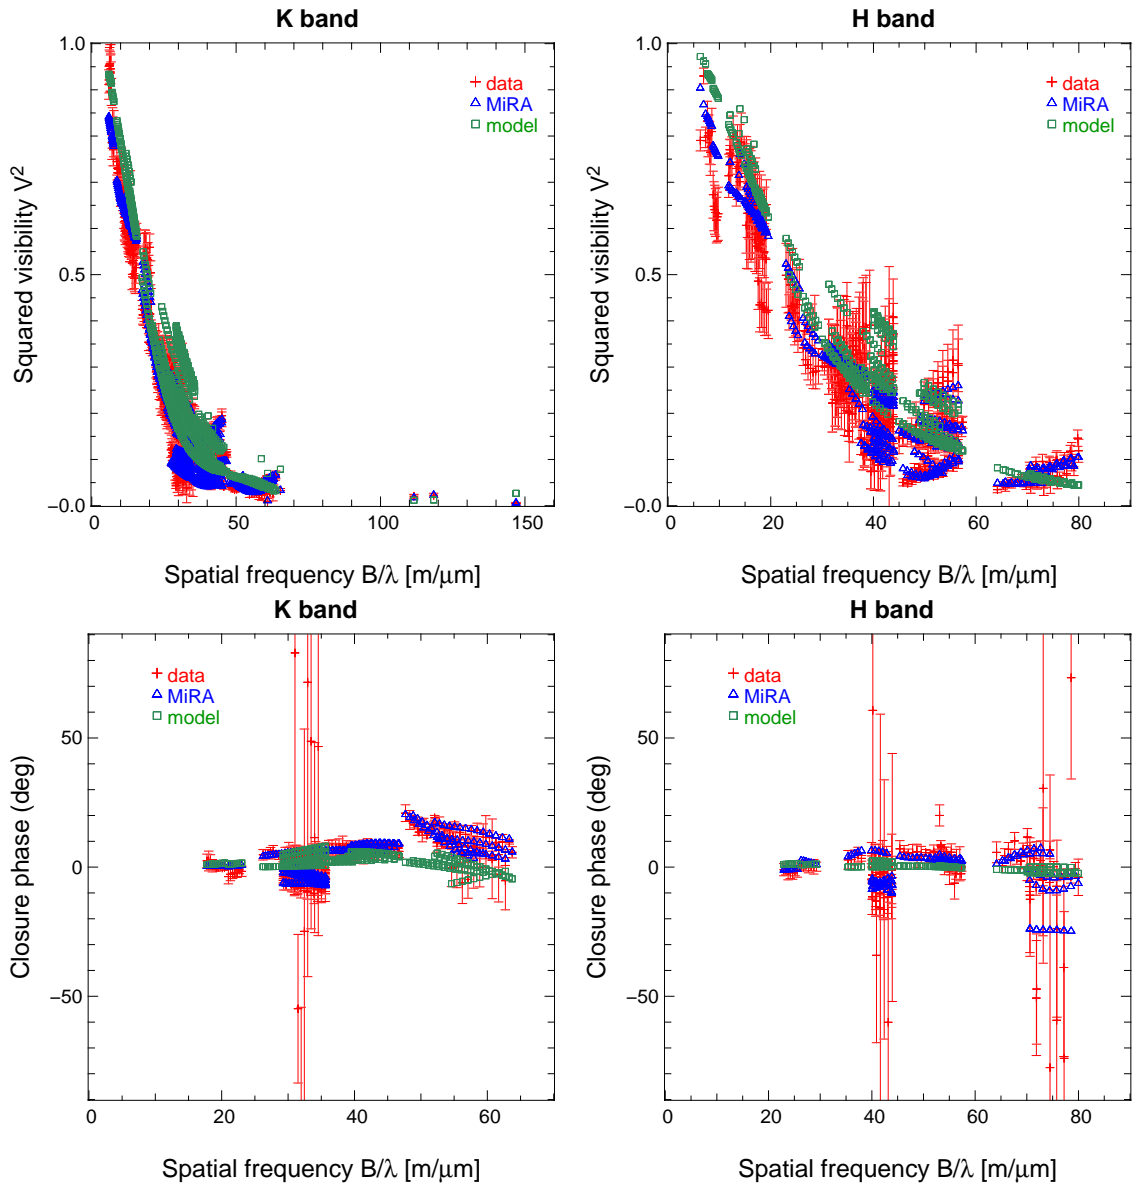 K band
H band
1.0
0.5
−0.0
0
50
100
150
Squared visibility V²
Spatial frequency B/λ [m/μm]
data
MiRA
model
1.0
0.5
−0.0
0
20
40
60
80
Squared visibility V²
Spatial frequency B/λ [m/μm]
data
MiRA
model
K band
H band
50
0
−50
0
20
40
60
Closure phase (deg)
Spatial frequency B/λ [m/μm]
data
MiRA
model
50
0
−50
0
20
40
60
80
Closure phase (deg)
Spatial frequency B/λ [m/μm]
data
MiRA
model